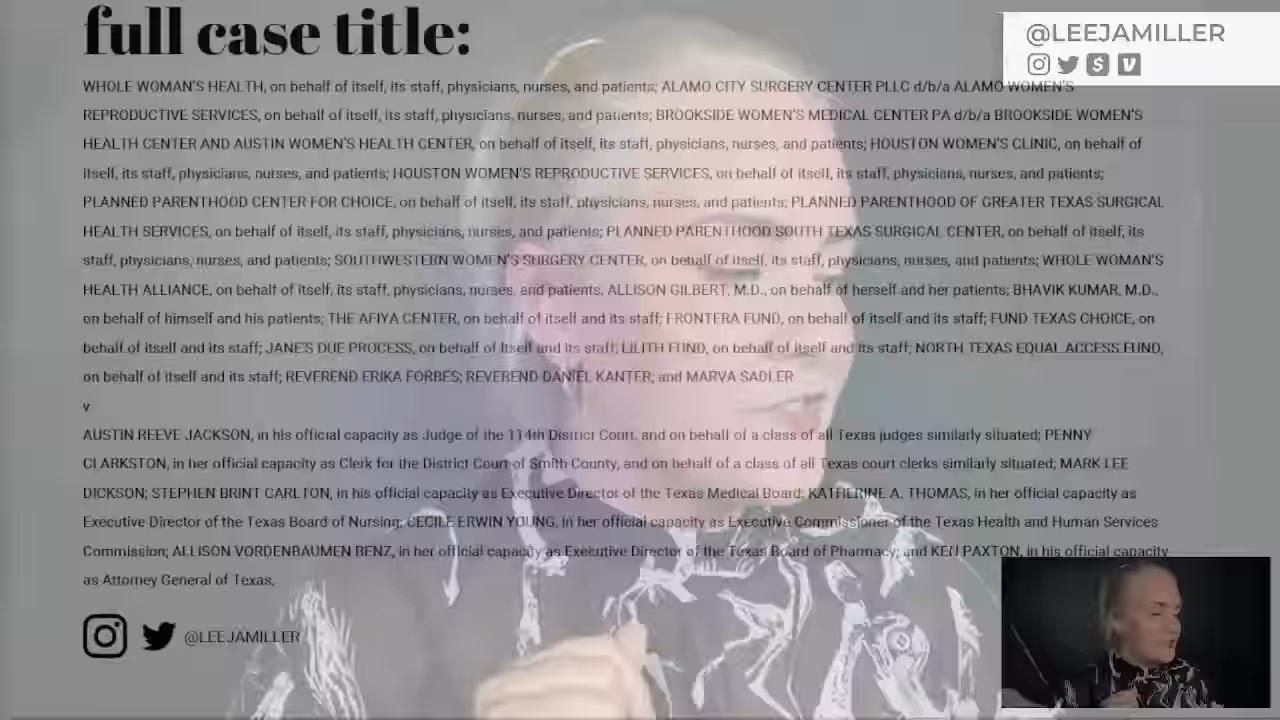 full case title:
@LEEJAMILLER
WHOLE WOMAN'S HEALTH, on behalf of itself, its staff, physicians, nurses, and patients; ALAMO CITY SURGERY CENTER PLLC d/b/a ALAMO WOMEN'S
REPRODUCTIVE SERVICES, on behalf of itself, its staff, physicians, nurses, and patients; BROOKSIDE WOMEN'S MEDICAL CENTER PA d/b/a BROOKSIDE WOMEN'S
HEALTH CENTER AND AUSTIN WOMEN'S HEALTH CENTER, on behalf of itself, its staff, physicians, nurses, and patients; HOUSTON WOMEN'S CLINIC, on behalf of
itself, its staff, physicians, nurses, and patients; HOUSTON WOMEN'S REPRODUCTIVE SERVICES, on behalf of itself, its staff, physicians, nurses, and patients;
PLANNED PARENTHOOD CENTER FOR CHOICE, on behalf of itself, its staff, physicians, nurses, and patients; PLANNED PARENTHOOD OF GREATER TEXAS SURGICAL
HEALTH SERVICES, on behalf of itself, its staff, physicians, nurses, and patients; PLANNED PARENTHOOD SOUTH TEXAS SURGICAL CENTER, on behalf of itself, its
staff, physicians, nurses, and patients; SOUTHWESTERN WOMEN'S SURGERY CENTER, on behalf of itself, its staff, physicians, nurses, and patients; WHOLE WOMAN'S
HEALTH ALLIANCE, on behalf of itself, its staff, physicians, nurses, and patients. ALLISON GILBERT, M.D., on behalf of herself and her patients; BHAVIK KUMAR, M.D.,
on behalf of himself and his patients; THE AFIYA CENTER, on behalf of itself and its staff; FRONTERA FUND, on behalf of itself and its staff; FUND TEXAS CHOICE, on
behalf of itself and its staff; JANE'S DUE PROCESS, on behalf of itself and its staff; LILITH FUND, on behalf of itself and its staff; NORTH TEXAS EQUAL ACCESS FUND,
on behalf of itself and its staff; REVEREND ERIKA FORBES; REVEREND DANIEL KANTER; and MARVA SADLER
v
AUSTIN REEVE JACKSON, in his official capacity as Judge of the 114th District Court, and on behalf of a class of all Texas judges similarly situated; PENNY
CLARKSTON, in her official capacity as Clerk for the District Court of Smith County, and on behalf of a class of all Texas court clerks similarly situated; MARK LEE
DICKSON; STEPHEN BRINT CARLTON, in his official capacity as Executive Director of the Texas Medical Board; KATHERINE A. THOMAS, in her official capacity as
Executive Director of the Texas Board of Nursing; CECILE ERWIN YOUNG, in her official capacity as Executive Commissioner of the Texas Health and Human Services
Commission; ALLISON VORDENBAUMEN BENZ, in her official capacity as Executive Director of the Texas Board of Pharmacy; and KEN PAXTON, in his official capacity
as Attorney General of Texas,
@LEEJAMILLER